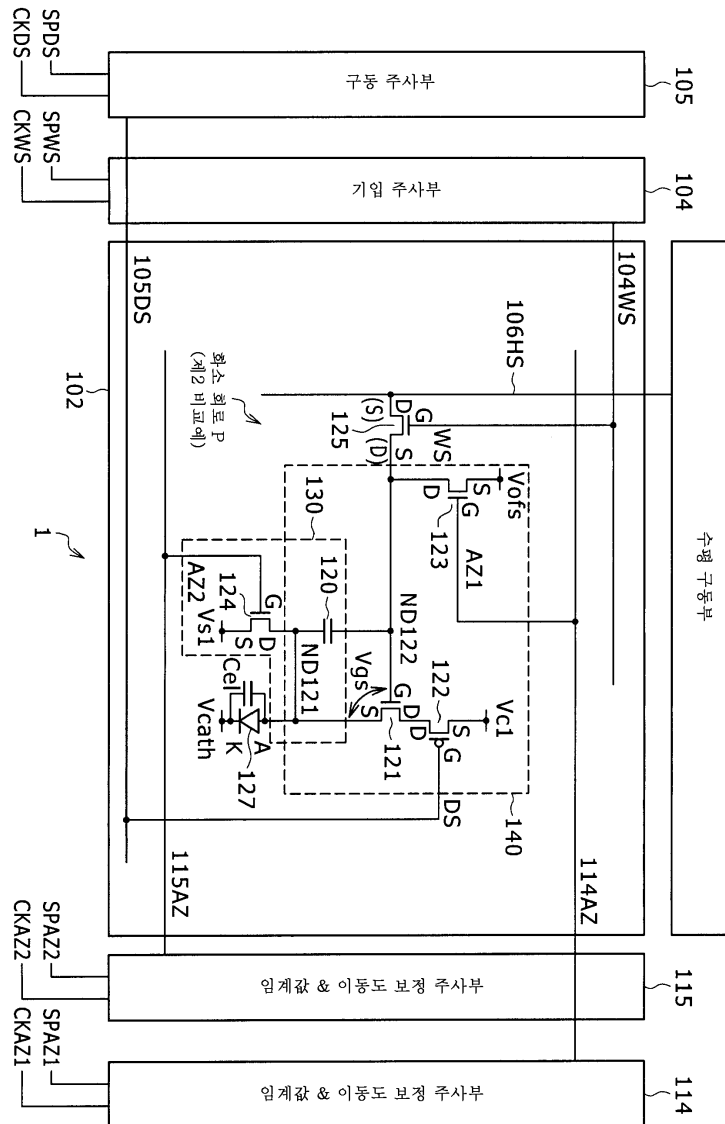 SPDS
CKDS
구동 주사부
105
SPWS
CKWS
기입 주사부
104
수평 구동부
105DS
104WS
106HS
102
화소 회로 P
(제2 비교예)
1
D
(S)
G
125
WS
S
(D)
Vofs
S
G
D
123
AZ1
130
120
ND122
AZ2
G
124
D
S
Vs1
ND121
Vgs
G
D
S
121
D
S
G
122
Vc1
Cel
Vcath
A
K
127
DS
140
115AZ
114AZ
SPAZ2
CKAZ2
임계값 & 이동도 보정 주사부
115
SPAZ1
CKAZ1
임계값 & 이동도 보정 주사부
114